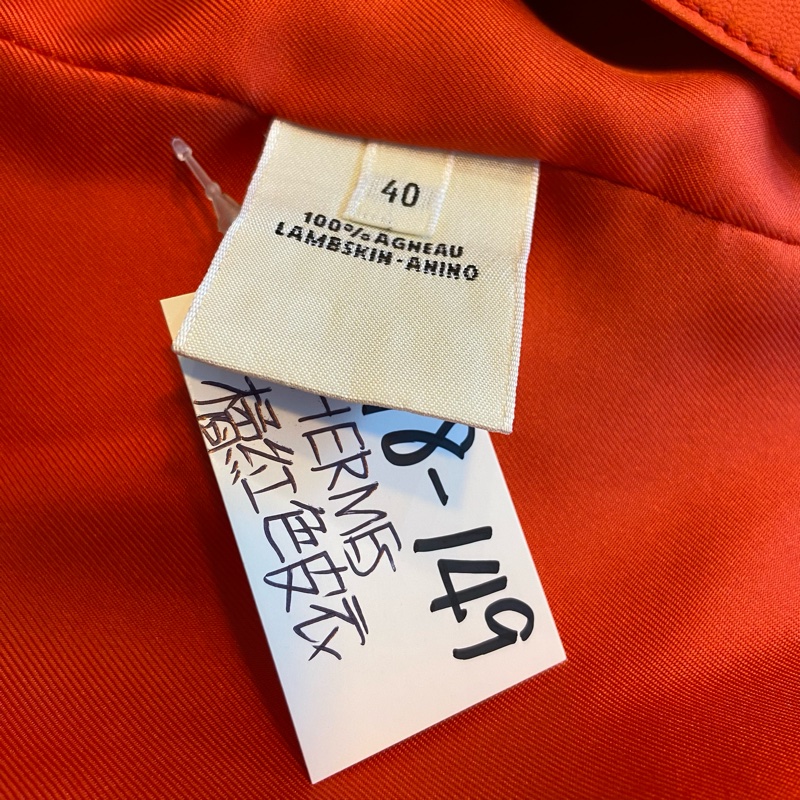 40
100% AGNEAU
LAMBSKIN-ANINO
8-149
HERMES
橘红色皮衣